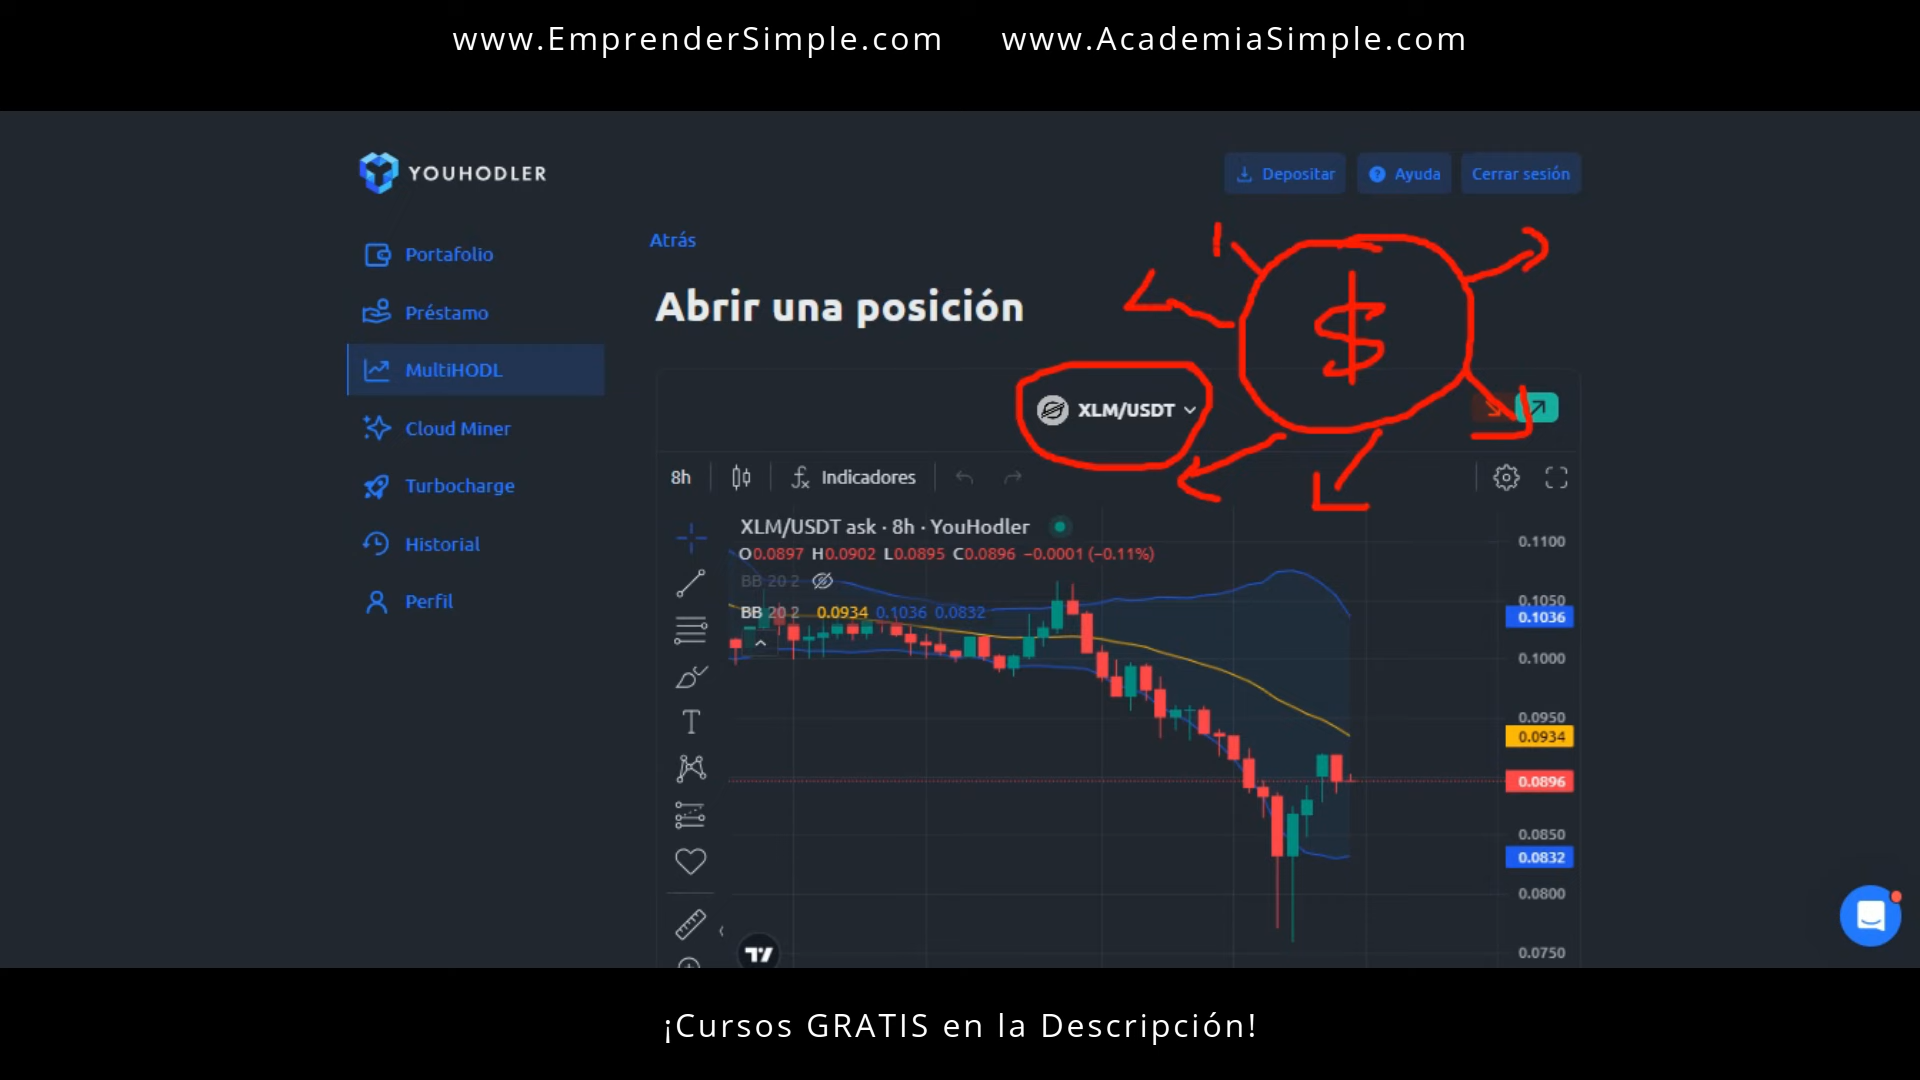 www.EmprenderSimple.com www.AcademiaSimple.com
YOUHODLER
Depositar Ayuda Cerrar sesión
Portafolio
Préstamo
MultiHODL
Cloud Miner
Turbocharge
Historial
Perfil
Atrás
Abrir una posición
$
XLM/USDT
8h Indicadores
XLM/USDT ask · 8h · YouHodler
O0.0897 H0.0902 L0.0895 C0.0896 −0.0001 (−0.11%)
BB 20 2
BB 20 2 0.0934 0.1036 0.0832
0.1100
0.1050
0.1036
0.1000
0.0950
0.0934
0.0896
0.0850
0.0832
0.0800
0.0750
¡Cursos GRATIS en la Descripción!